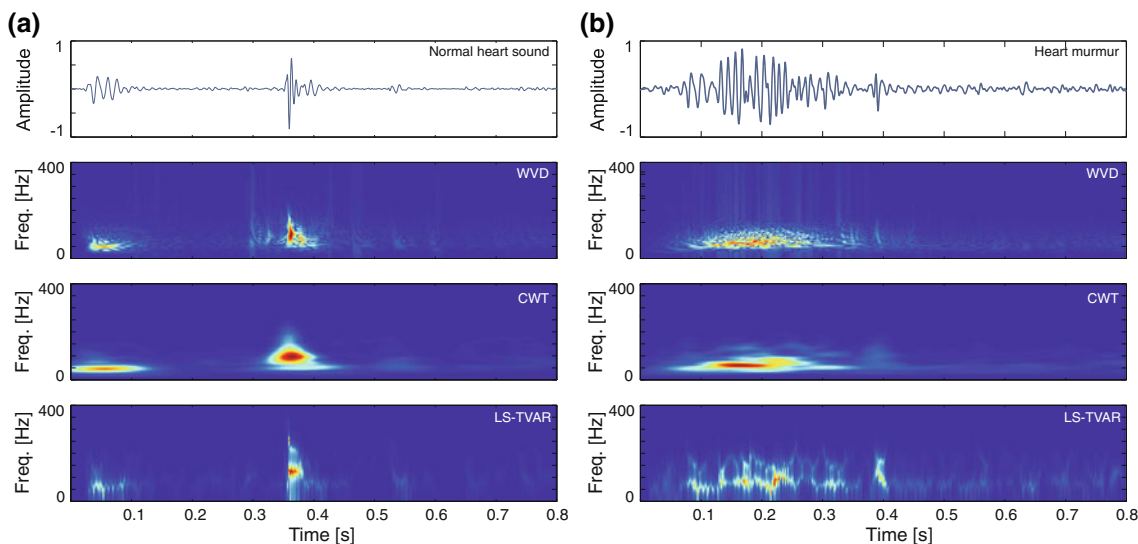 (a)
Normal heart sound
Amplitude
1
-1
WVD
Freq. [Hz]
400
0
CWT
Freq. [Hz]
400
0
LS-TVAR
Freq. [Hz]
400
0
0.1 0.2 0.3 0.4 0.5 0.6 0.7 0.8
Time [s]
(b)
Heart murmur
Amplitude
1
-1
WVD
Freq. [Hz]
400
0
CWT
Freq. [Hz]
400
0
LS-TVAR
Freq. [Hz]
400
0
0.1 0.2 0.3 0.4 0.5 0.6 0.7 0.8
Time [s]